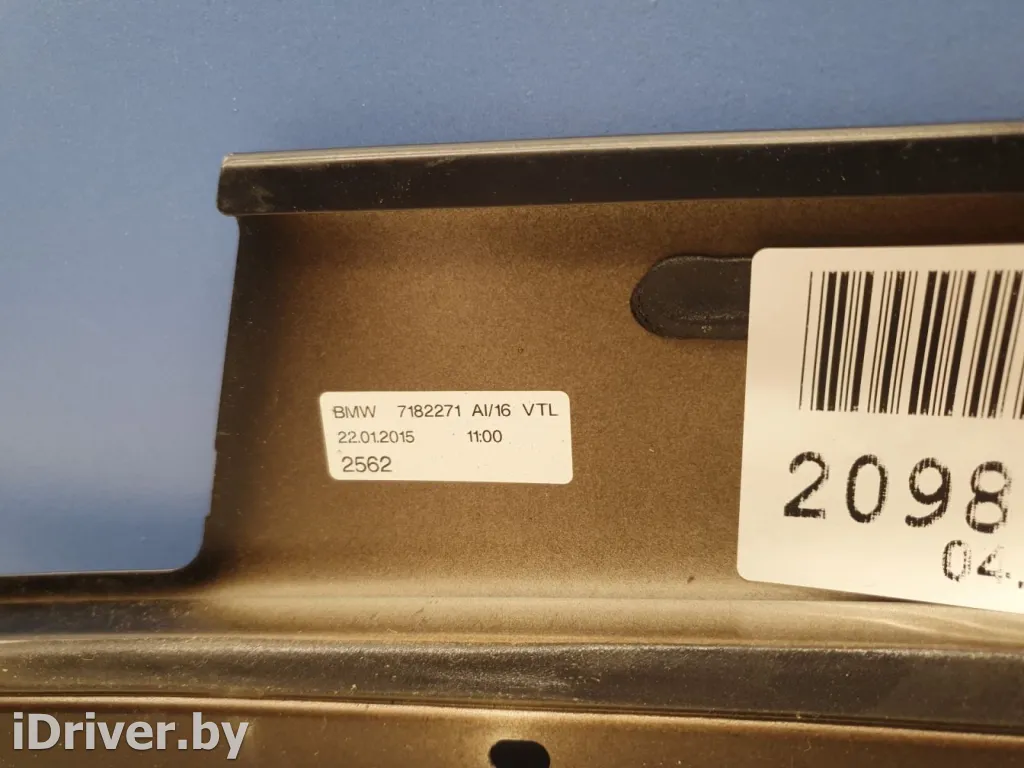 BMW 7182271 AI/16 VTL
22.01.2015 11:00
2562
2098
04.
iDriver.by